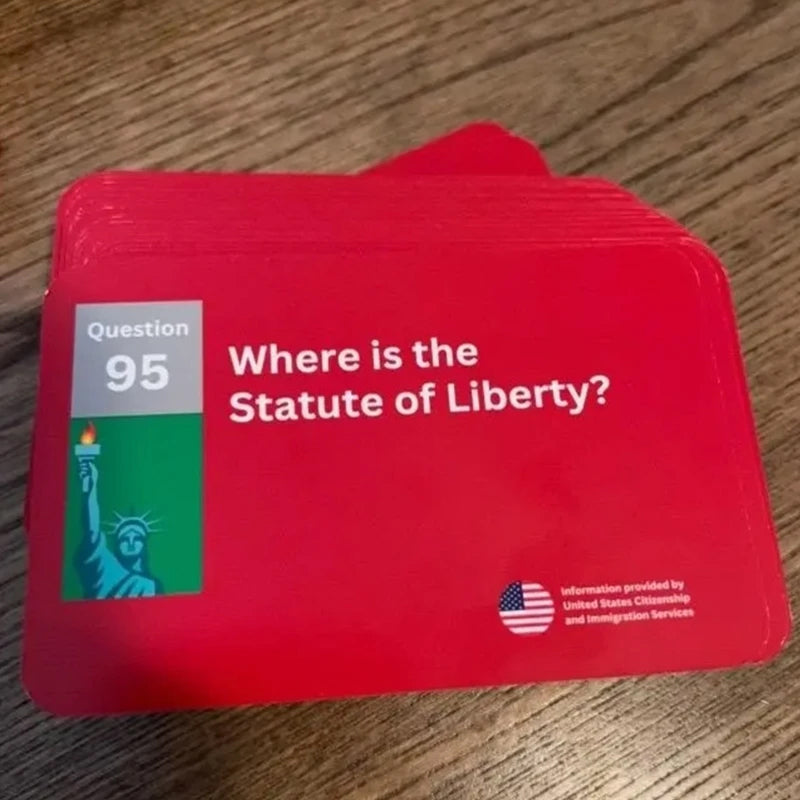 Question
95
Where is the
Statute of Liberty?
Information provided by
United States Citizenship
and Immigration Services